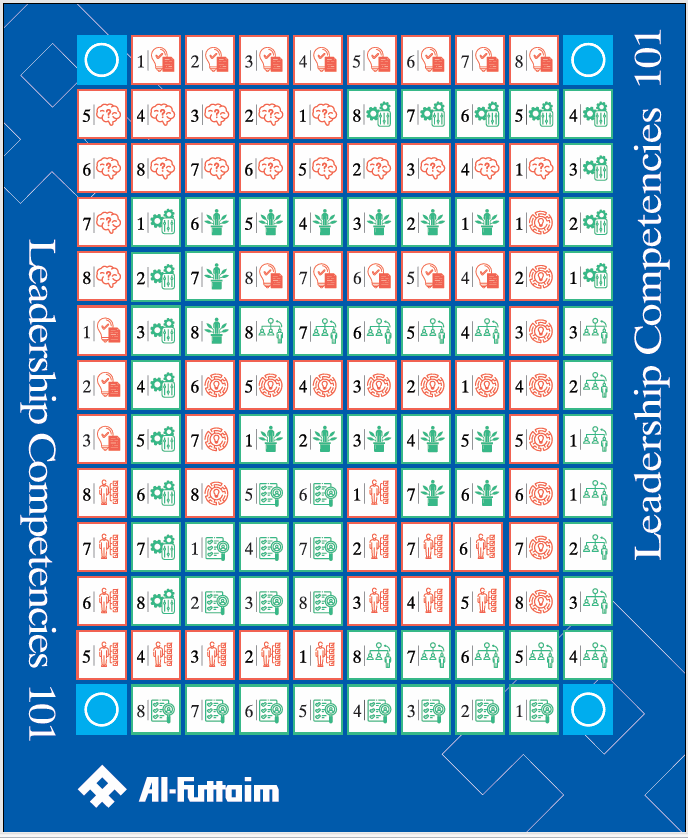 1 2 3 4 5 6 7 8
5 4 3 2 1 8 7 6 5 4
6 8 7 6 5 2 3 4 1 3
7 1 6 5 4 3 2 1 1 2
8 2 7 8 7 6 5 4 2 1
1 3 8 8 7 6 5 4 3 3
2 4 6 5 4 3 2 1 4 2
3 5 7 1 2 3 4 5 5 1
8 6 8 5 6 1 7 6 6 1
7 7 1 4 7 2 7 6 7 2
6 8 2 3 8 3 4 5 8 3
5 4 3 2 1 8 7 6 5 4
8 7 6 5 4 3 2 1
Leadership Competencies 101
Leadership Competencies 101
Al-Futtaim